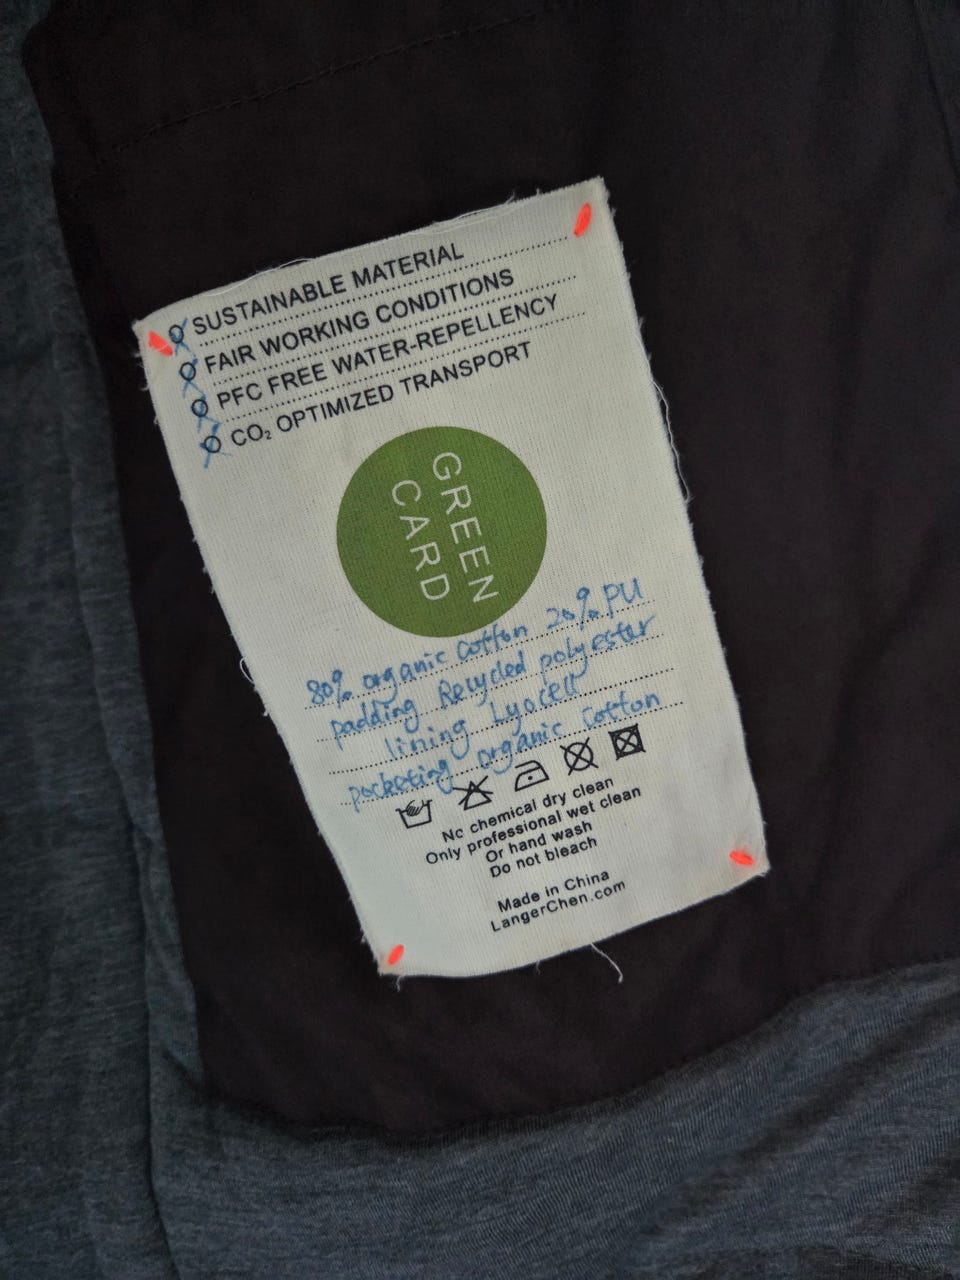 SUSTAINABLE MATERIAL
FAIR WORKING CONDITIONS
PFC FREE WATER-REPELLENCY
CO₂ OPTIMIZED TRANSPORT
GREEN
CARD
80% organic cotton 20% PU
padding Recycled polyester
lining Lyocell
pocketing organic cotton
No chemical dry clean
Only professional wet clean
Or hand wash
Do not bleach
Made in China
LangerChen.com